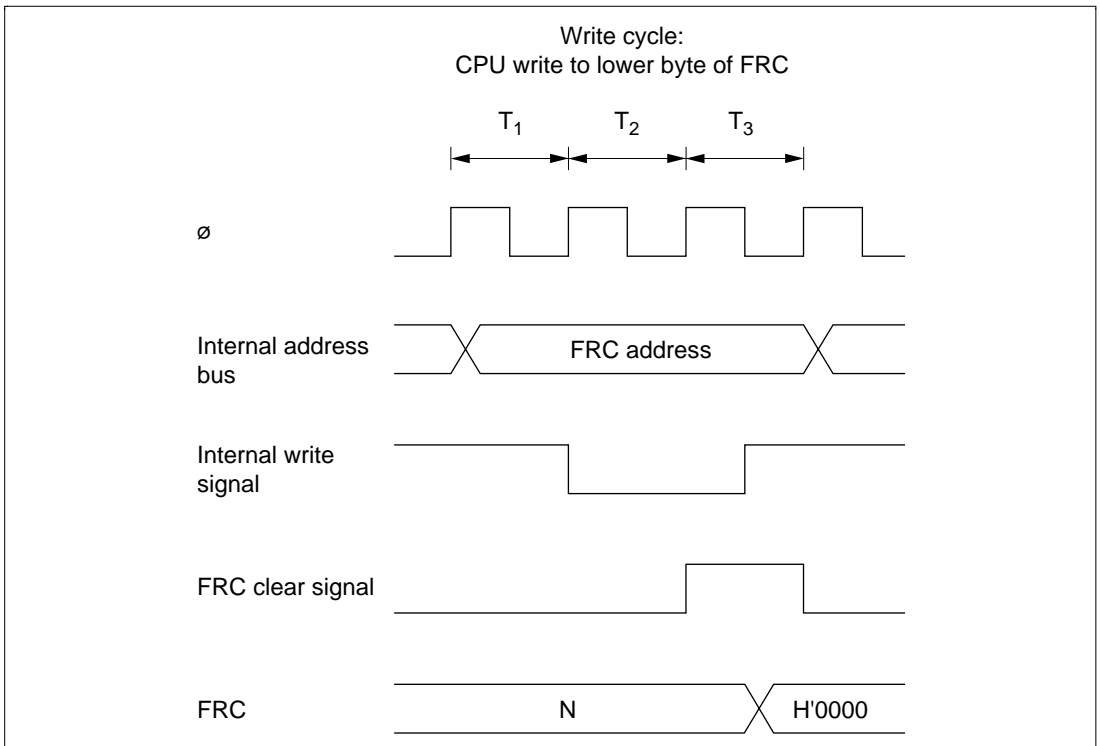 Write cycle:
CPU write to lower byte of FRC
T1 T2 T3
ø
Internal address
bus
FRC address
Internal write
signal
FRC clear signal
FRC
N
H'0000